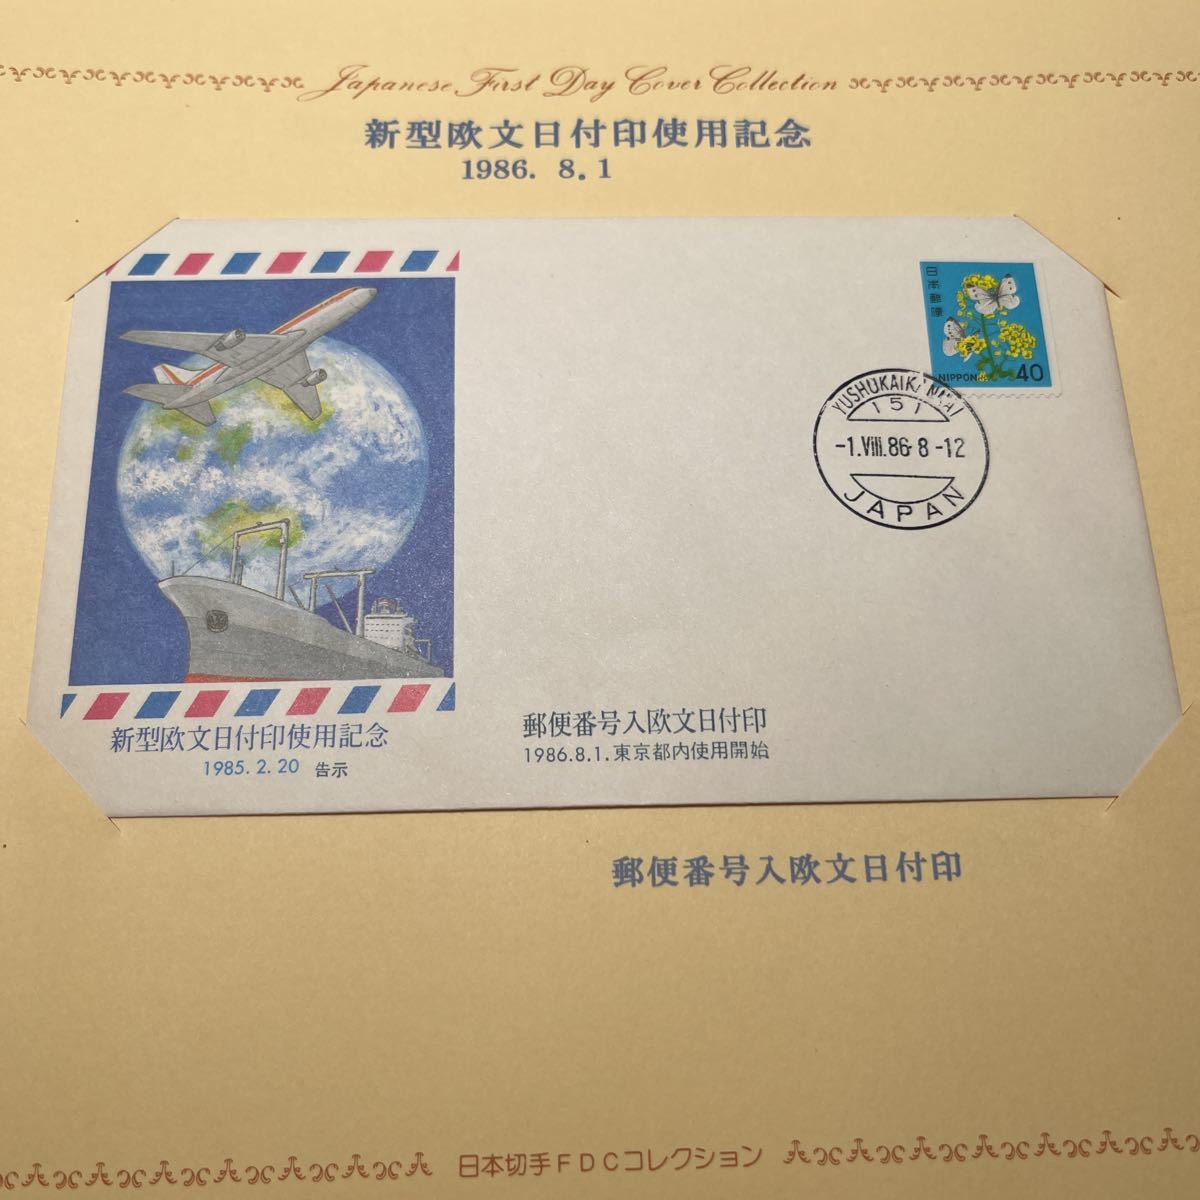 Japanese First Day Cover Collection
新型欧文日付印使用記念
1986. 8. 1
日本郵便
NIPPON
40
YUSHUKAIKANNAI
151
-1.VIII.86-8-12
JAPAN
新型欧文日付印使用記念
1985. 2. 20 告示
郵便番号入欧文日付印
1986.8.1.東京都内使用開始
郵便番号入欧文日付印
日本切手FDCコレクション